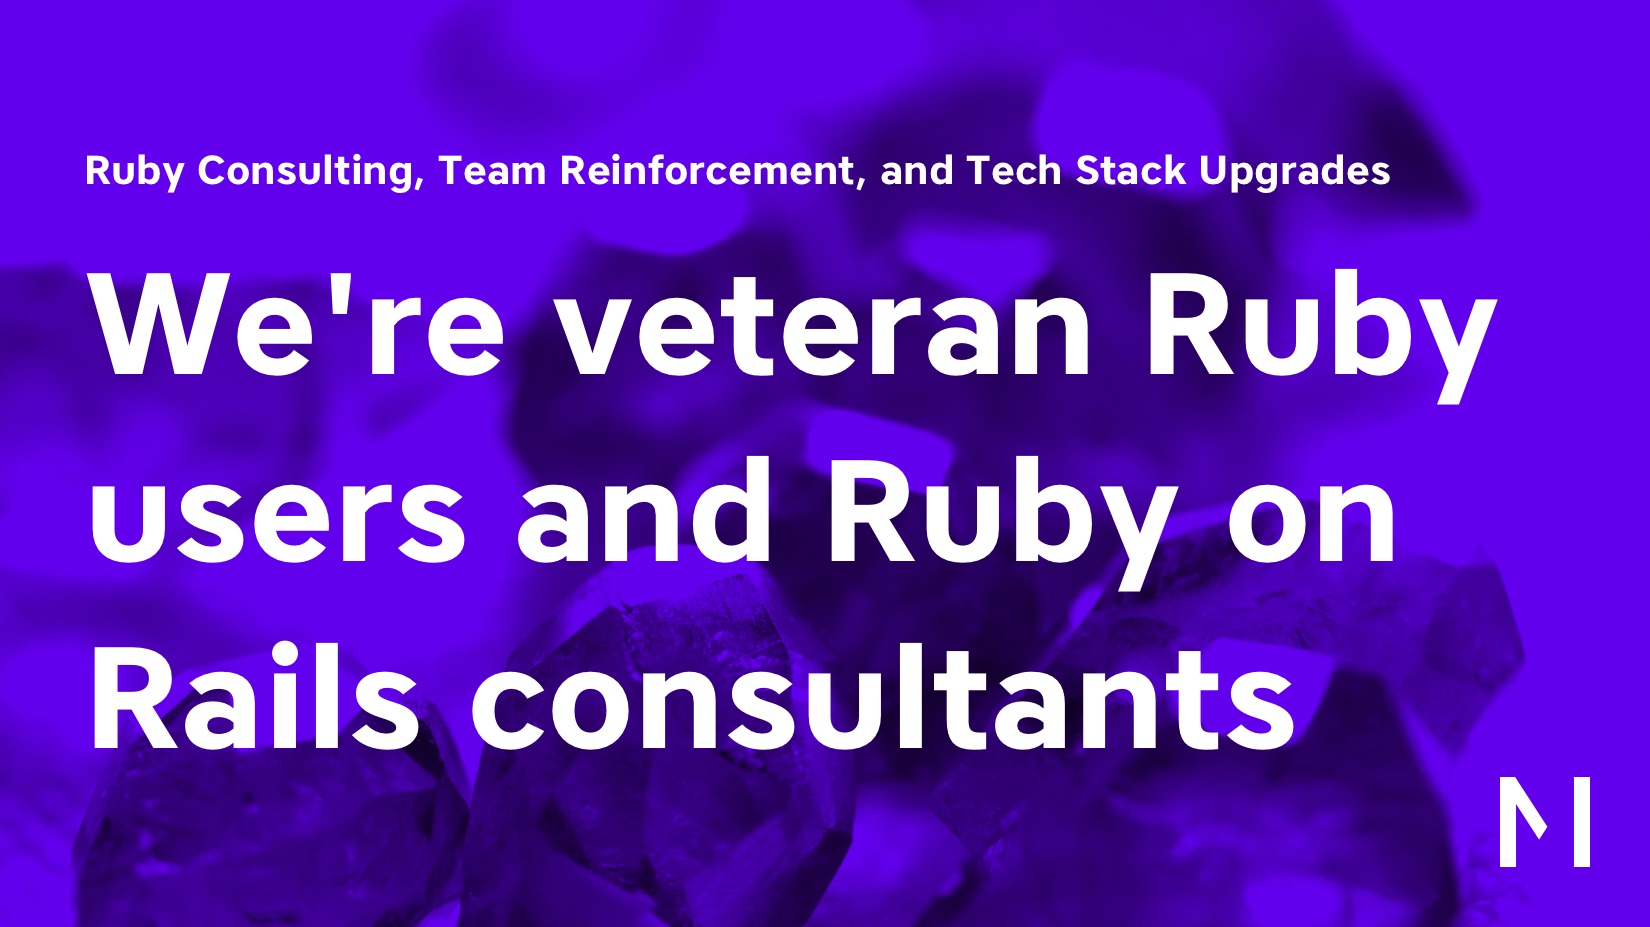 Ruby Consulting, Team Reinforcement, and Tech Stack Upgrades
We're veteran Ruby
users and Ruby on
Rails consultants